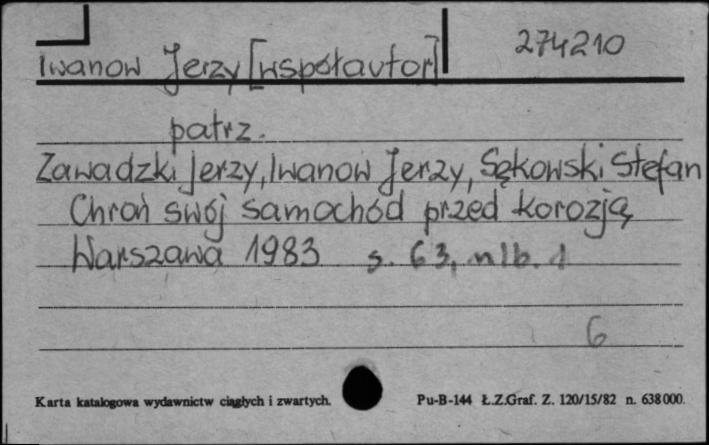 Iwanow Jerzy [współautor] 274210
patrz.
Zawadzki Jerzy, Iwanow Jerzy, Sękowski Stefan
Chroń swój samochód przed korozją
Warszawa 1983 s. 63, nlb. 1
6
Karta katalogowa wydawnictw ciągłych i zwartych. Pu-B-144 Ł.Z.Graf. Z. 120/15/82 n. 638000.